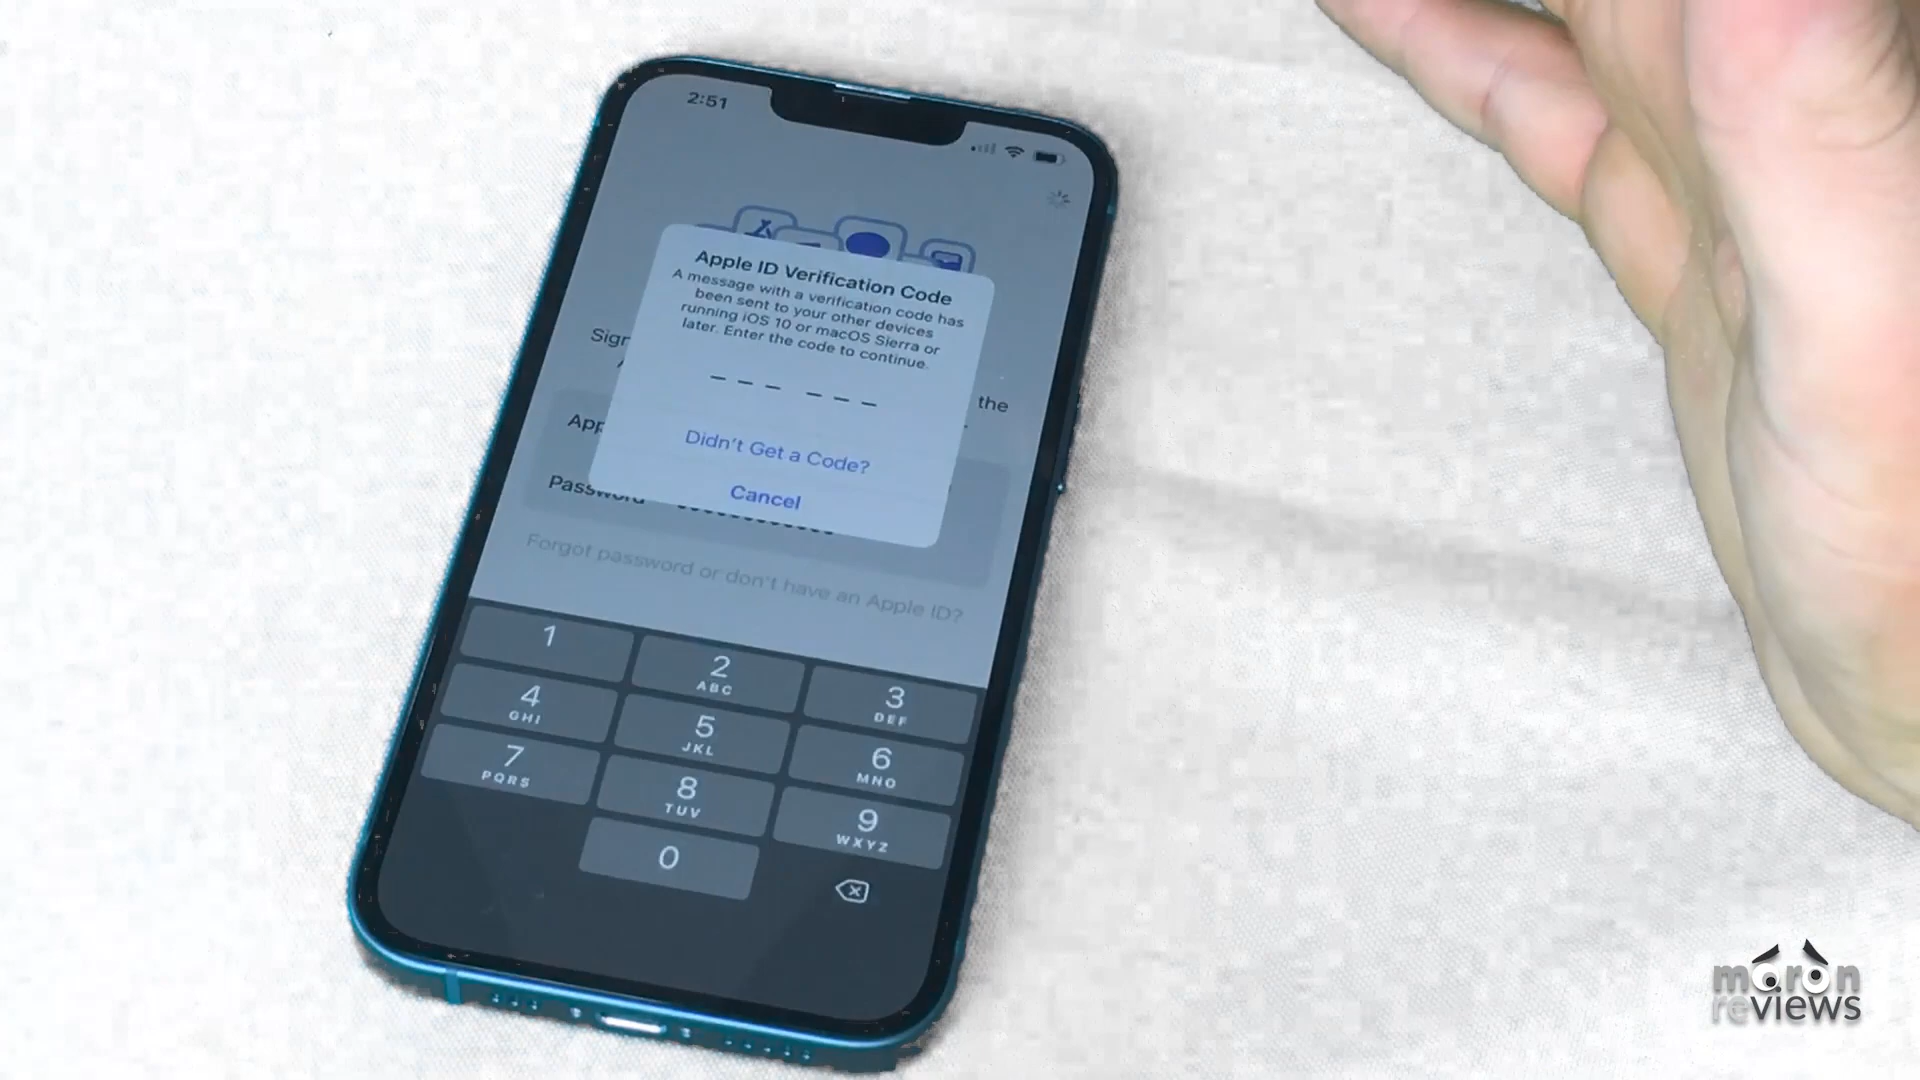 2:51
Apple ID Verification Code
A message with a verification code has
been sent to your other devices
running iOS 10 or macOS Sierra or
later. Enter the code to continue.
Sign
the
App
Didn't Get a Code?
Password
Cancel
Forgot password or don't have an Apple ID?
1
2
ABC
3
DEF
4
GHI
5
JKL
6
MNO
7
PQRS
8
TUV
9
WXYZ
0
moron
reviews